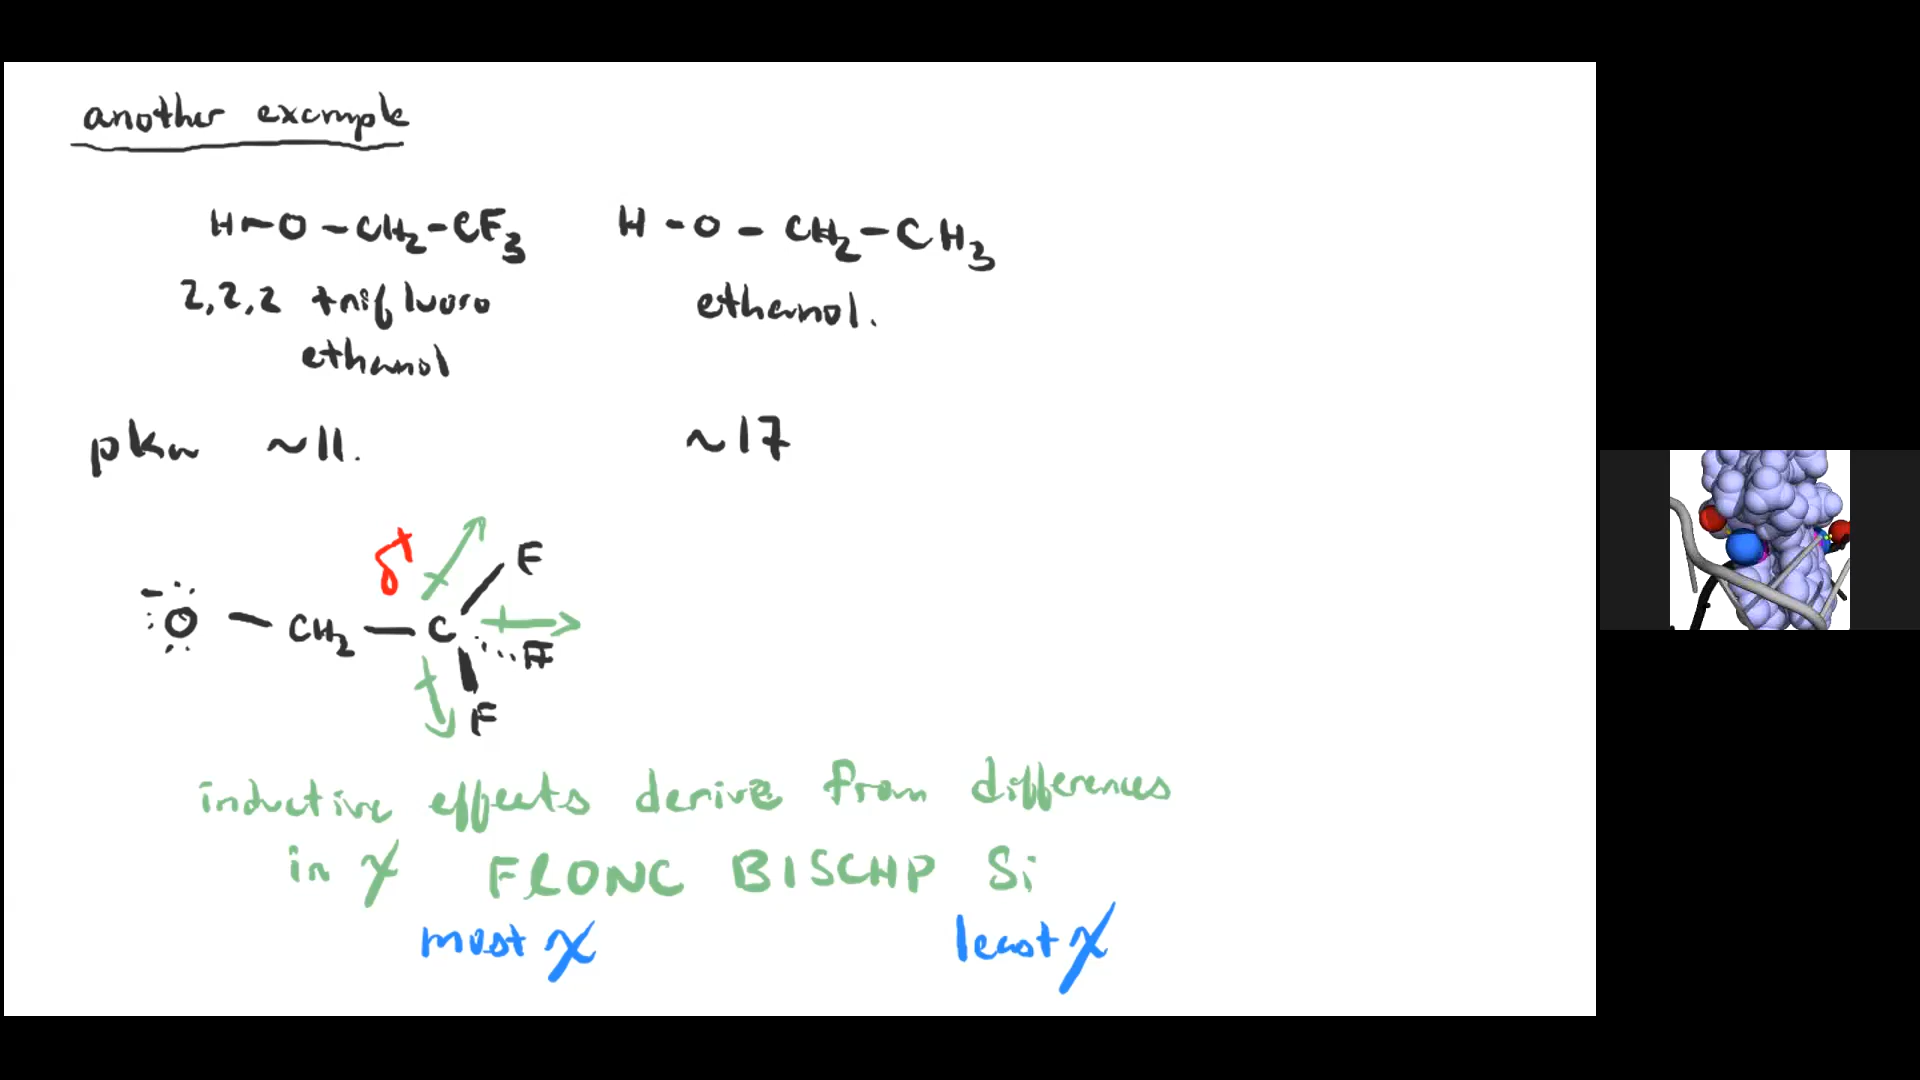 another example
H-O-CH2-CF3 H-O-CH2-CH3
2,2,2 trifluoro ethanol.
ethanol
pKa ~11. ~17
δ+ F
-O-CH2-C
F
F
inductive effects derive from differences
in χ FlONC BISCHP Si
most χ least χ